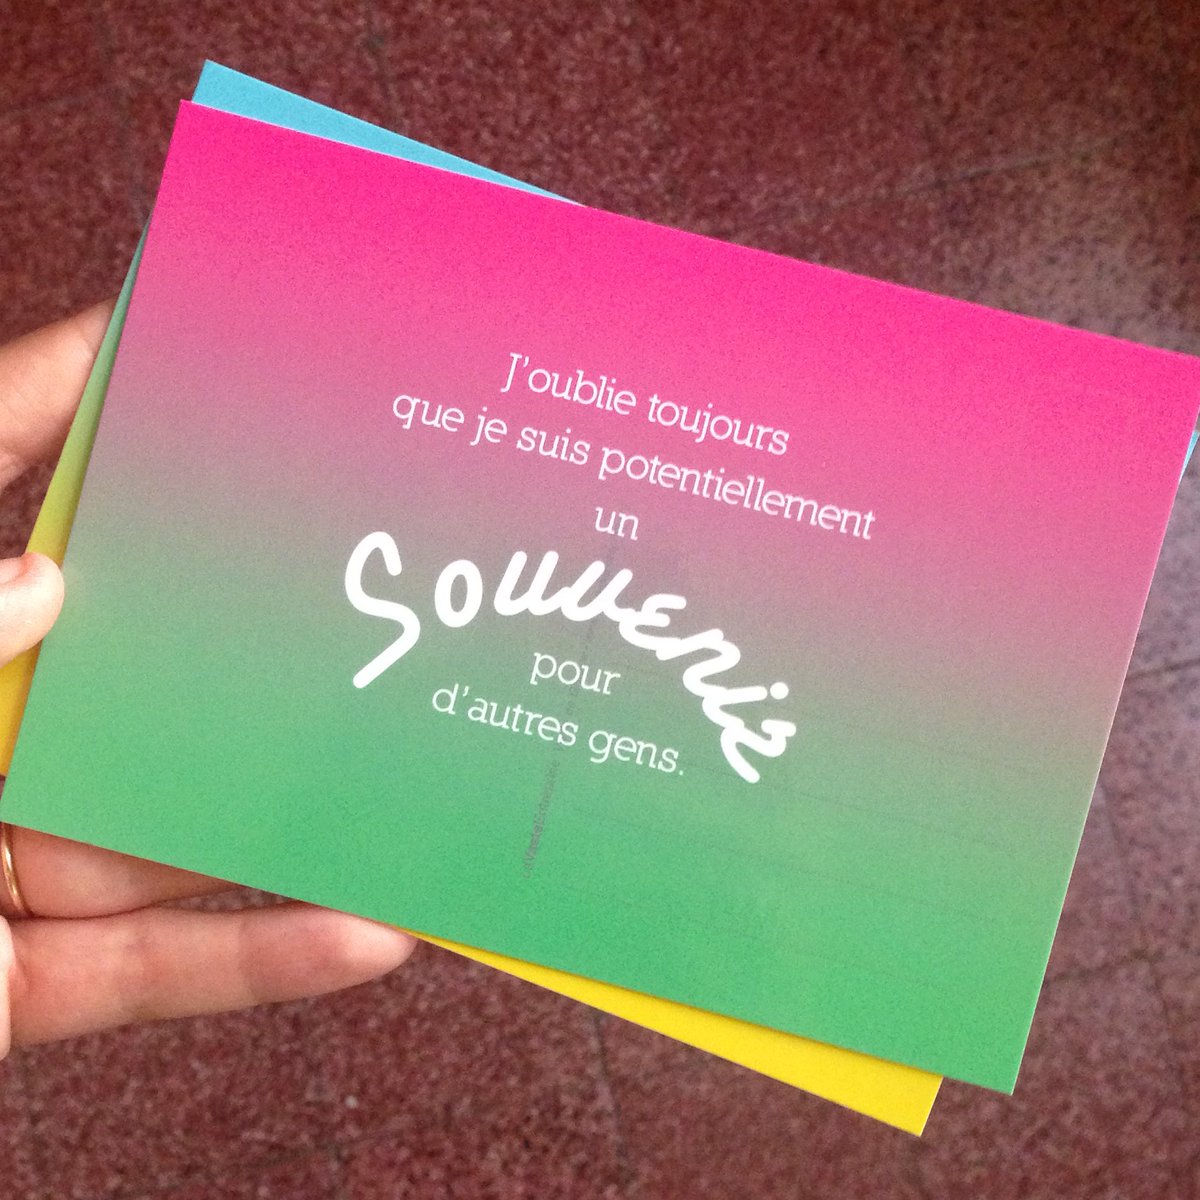 J'oublie toujours
que je suis potentiellement
un
souvenir
pour
d'autres gens.